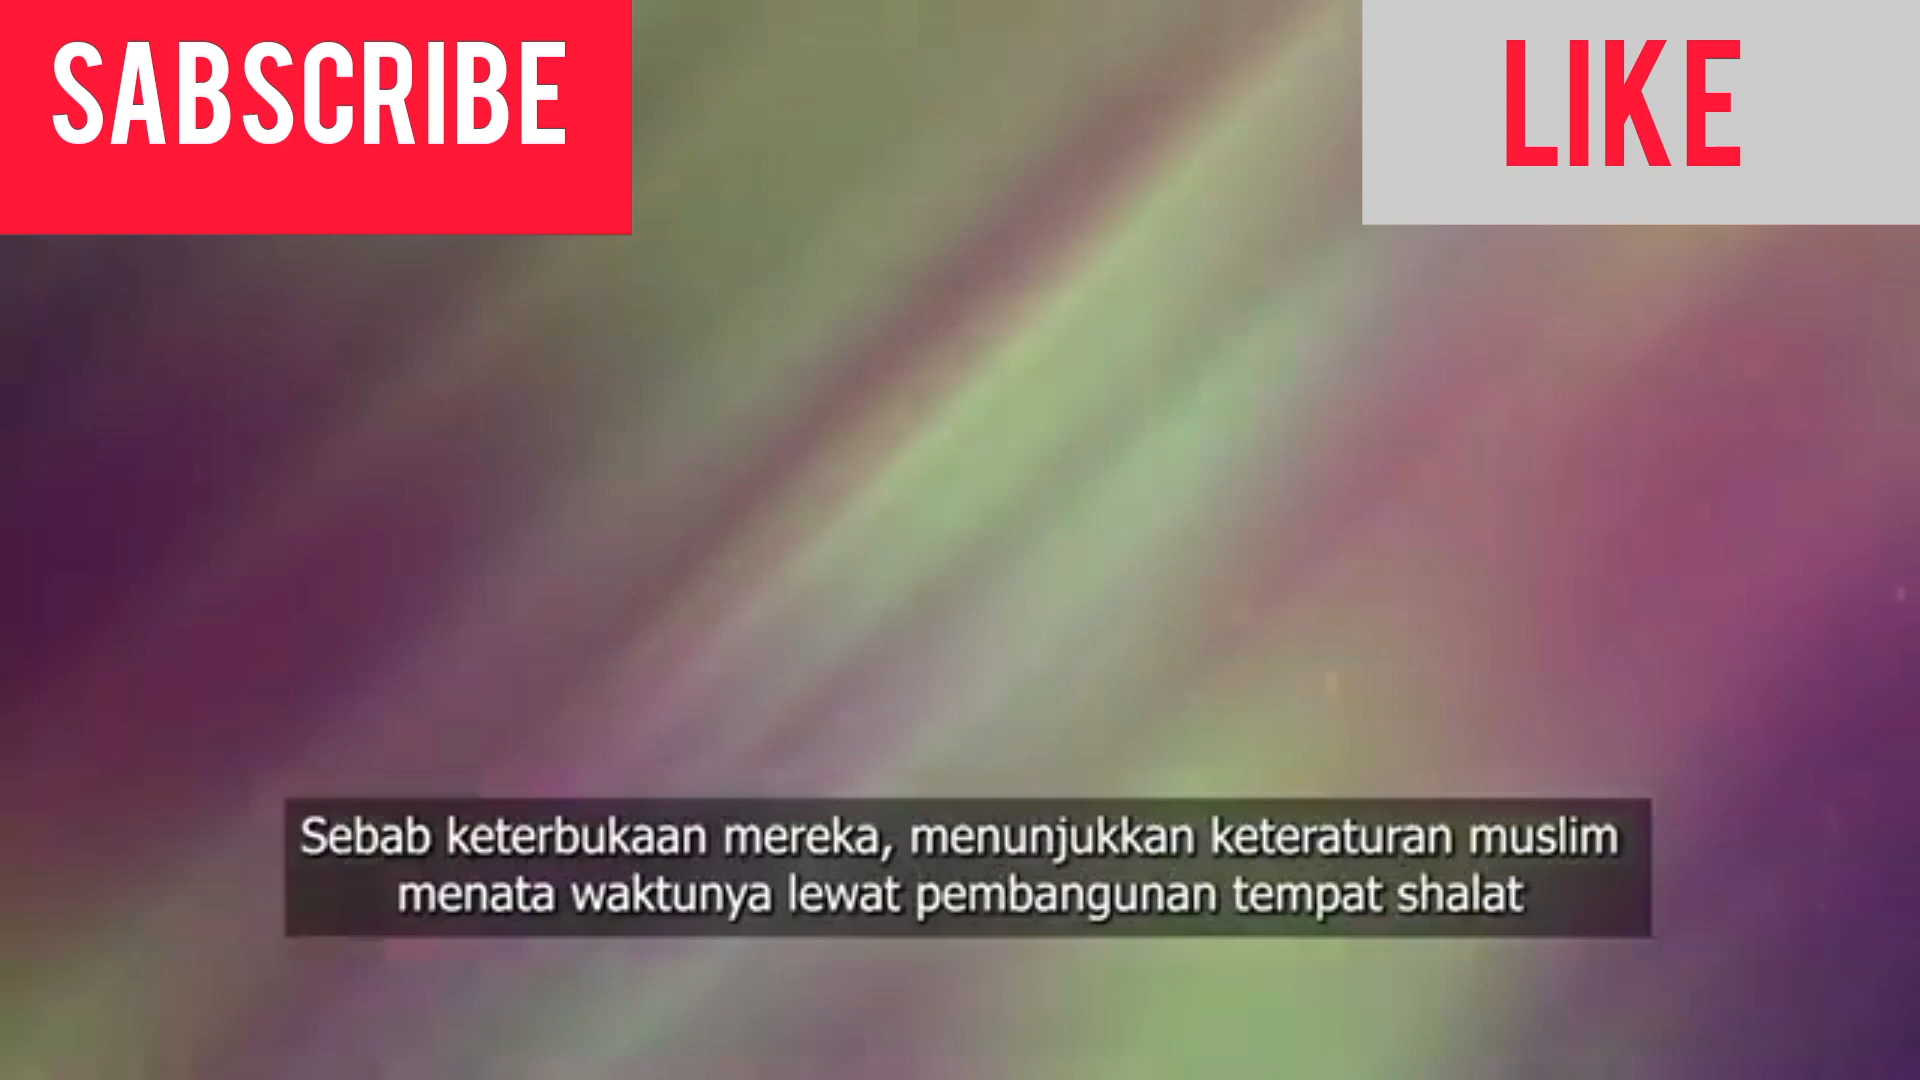 SABSCRIBE
LIKE
Sebab keterbukaan mereka, menunjukkan keteraturan muslim
menata waktunya lewat pembangunan tempat shalat